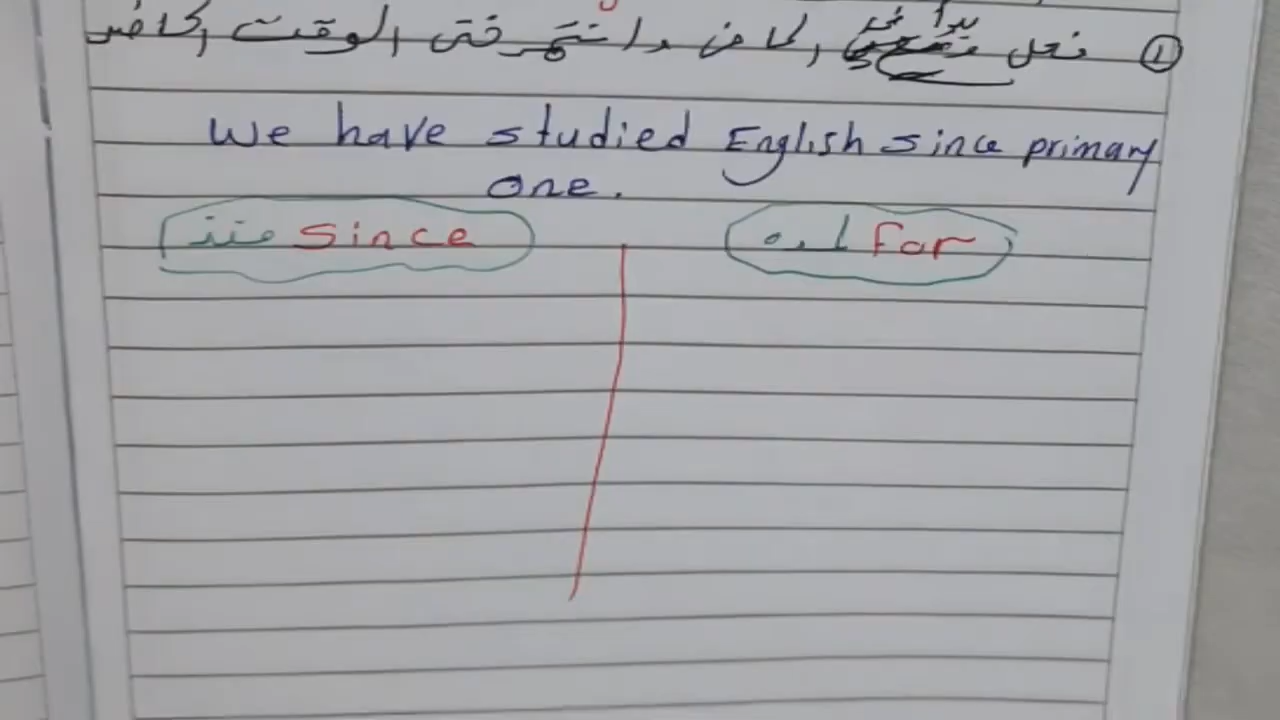 ① فعل بدأ في الماضي واستمر حتى الوقت الحاضر
We have studied English since primary
one.
منذ since
لمدة for